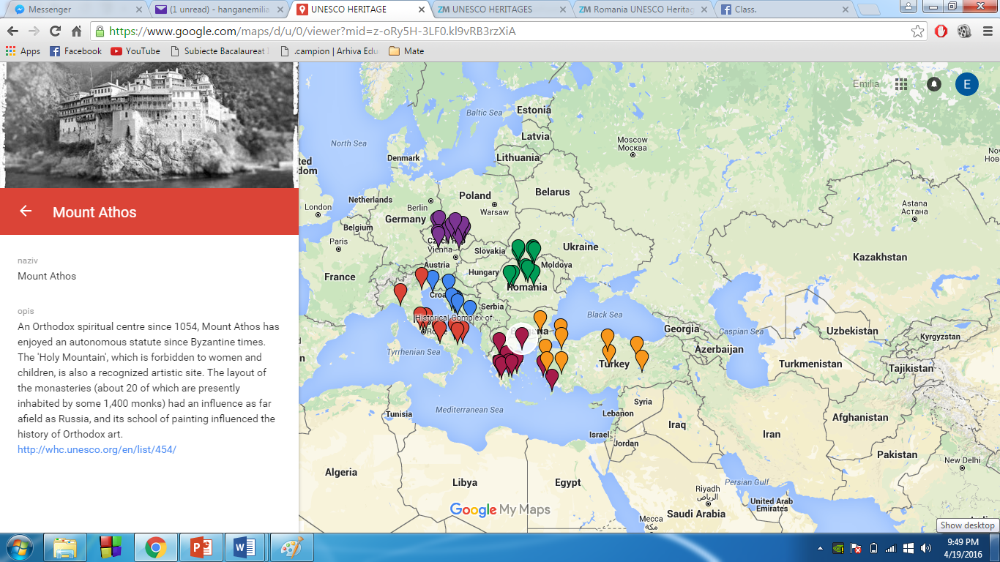 Messenger
(1 unread) - hanganemilia
UNESCO HERITAGE
ZM UNESCO HERITAGES
ZM Romania UNESCO Heritag
Class.
https://www.google.com/maps/d/u/0/viewer?mid=z-oRy5H-3LF0.kl9vRB3rzXiA
Apps
Facebook
YouTube
Subiecte Bacalaureat
.campion | Arhiva Edu
Mate
Mount Athos
naziv
Mount Athos
opis
An Orthodox spiritual centre since 1054, Mount Athos has
enjoyed an autonomous statute since Byzantine times.
The 'Holy Mountain', which is forbidden to women and
children, is also a recognized artistic site. The layout of
the monasteries (about 20 of which are presently
inhabited by some 1,400 monks) had an influence as far
afield as Russia, and its school of painting influenced the
history of Orthodox art.
http://whc.unesco.org/en/list/454/
Emilia
E
Baltic Sea
Estonia
Latvia
Moscow
Москва
North Sea
Denmark
Lithuania
ted
dom
Netherlands
Berlin
Poland
Warsaw
Belarus
London
Germany
Belgium
Astana
Астана
Paris
Czech Rep
Vienna
Slovakia
Ukraine
Kazakhstan
Austria
Hungary
Moldova
France
Romania
Croa
Serbia
Historical Complex of ...
Rome
Black Sea
Georgia
Caspian Sea
Uzbekistan
Kyrgyzstan
Azerbaijan
Tyrrhenian Sea
Turkey
Turkmenistan
Tajikistan
Mediterranean Sea
Syria
Lebanon
Tunisia
Iraq
Afghanistan
Israel
Jordan
Iran
Pakistan
New Delhi
Algeria
Libya
Egypt
Persian Gulf
Riyadh
الرياض
United Arab
Emirates
Google My Maps
Saudi Arabia
Mecca
مكة
Show desktop
9:49 PM
4/19/2016